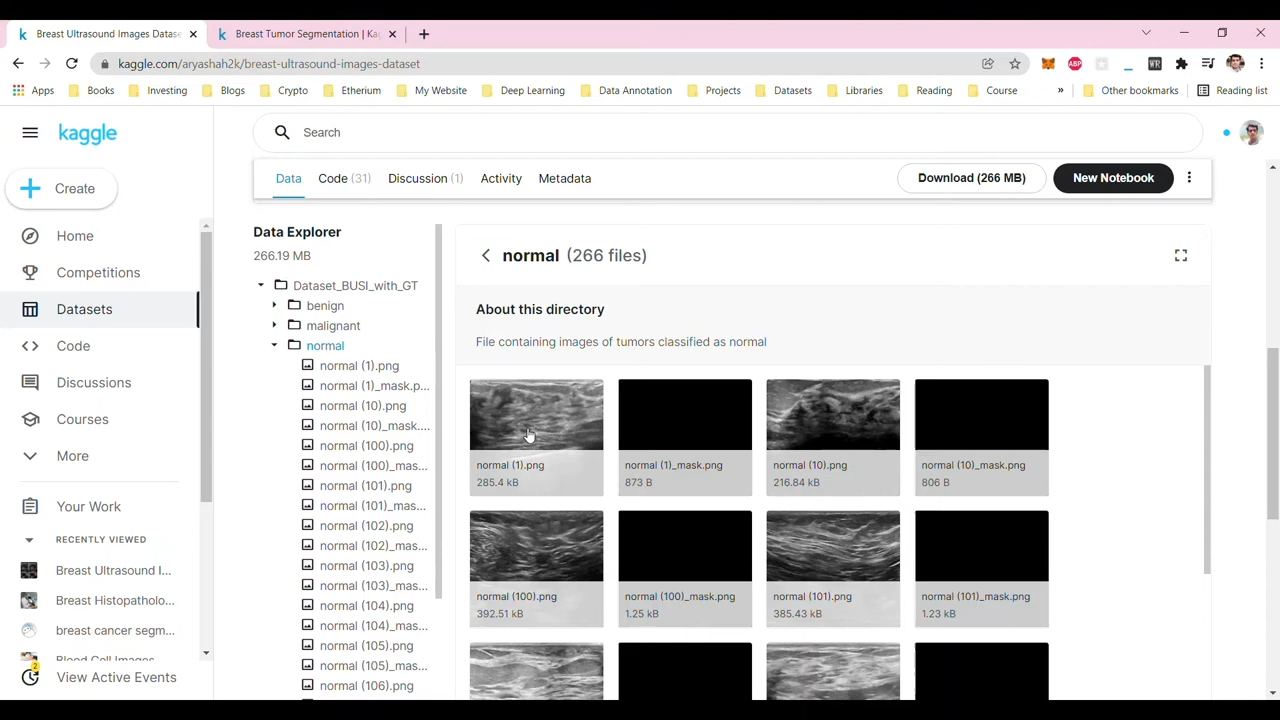 Breast Ultrasound Images Datase
Breast Tumor Segmentation | Kag
kaggle.com/aryashah2k/breast-ultrasound-images-dataset
ABP
WR
Apps
Books
Investing
Blogs
Crypto
Etherium
My Website
Deep Learning
Data Annotation
Projects
Datasets
Libraries
Reading
Course
»
Other bookmarks
Reading list
kaggle
Search
Create
Home
Competitions
Datasets
Code
Discussions
Courses
More
Your Work
RECENTLY VIEWED
Breast Ultrasound I...
Breast Histopatholo...
breast cancer segm...
Blood Cell Images
2
View Active Events
Data
Code (31)
Discussion (1)
Activity
Metadata
Download (266 MB)
New Notebook
Data Explorer
266.19 MB
Dataset_BUSI_with_GT
benign
malignant
normal
normal (1).png
normal (1)_mask.p...
normal (10).png
normal (10)_mask....
normal (100).png
normal (100)_mas...
normal (101).png
normal (101)_mas...
normal (102).png
normal (102)_mas...
normal (103).png
normal (103)_mas...
normal (104).png
normal (104)_mas...
normal (105).png
normal (105)_mas...
normal (106).png
normal (266 files)
About this directory
File containing images of tumors classified as normal
normal (1).png
285.4 kB
normal (1)_mask.png
873 B
normal (10).png
216.84 kB
normal (10)_mask.png
806 B
normal (100).png
392.51 kB
normal (100)_mask.png
1.25 kB
normal (101).png
385.43 kB
normal (101)_mask.png
1.23 kB